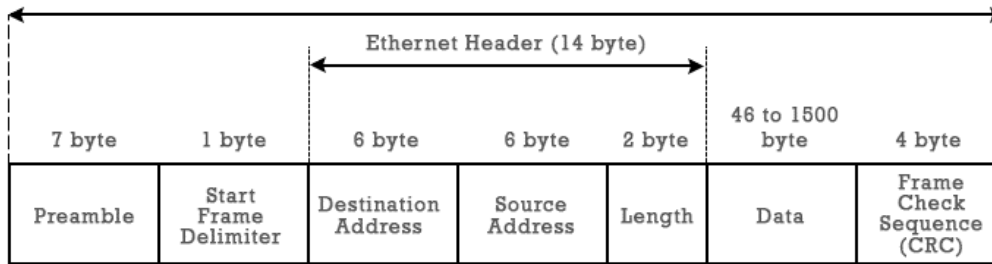 Ethernet Header (14 byte)
7 byte
1 byte
6 byte
6 byte
2 byte
46 to 1500
byte
4 byte
Preamble
Start
Frame
Delimiter
Destination
Address
Source
Address
Length
Data
Frame
Check
Sequence
(CRC)